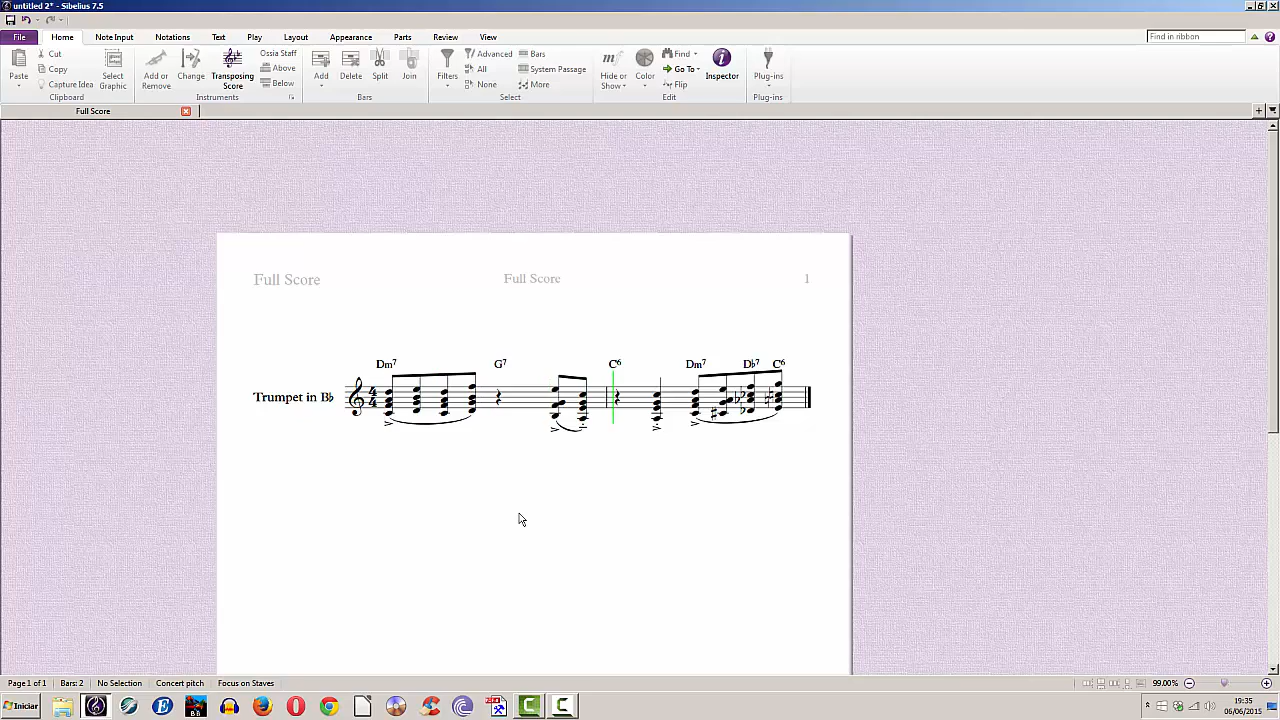 untitled 2* - Sibelius 7.5
File Home Note Input Notations Text Play Layout Appearance Parts Review View Find in ribbon
Paste Cut Copy Capture Idea Select Graphic Clipboard
Add or Remove Change Transposing Score Ossia Staff Above Below Instruments
Add Delete Split Join Bars
Filters Advanced All None Bars System Passage More Select
Hide or Show Color Find Go To Flip Inspector Edit
Plug-ins Plug-ins
Full Score
Full Score Full Score 1
Dm7 G7 C6 Dm7 D♭7 C6
Trumpet in B♭
4
4
Page 1 of 1 Bars: 2 No Selection Concert pitch Focus on Staves 99.00%
Iniciar 19:35
06/06/2015